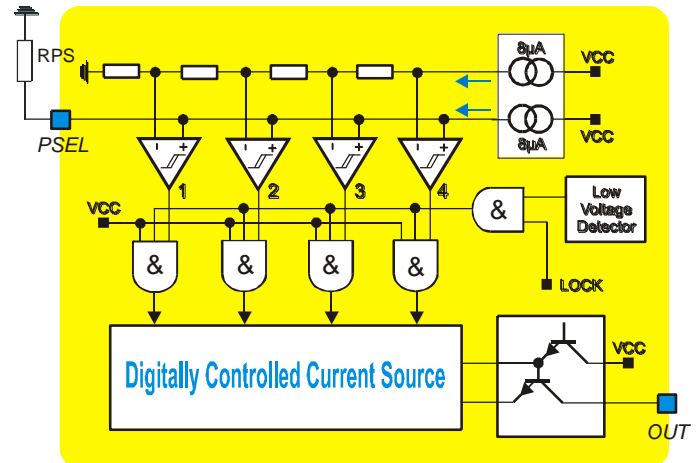 8µA
VCC
RPS
VCC
8µA
PSEL
- +
- +
- +
- +
1
2
3
4
VCC
&
Low
Voltage
Detector
&
&
&
&
LOCK
Digitally Controlled Current Source
VCC
OUT